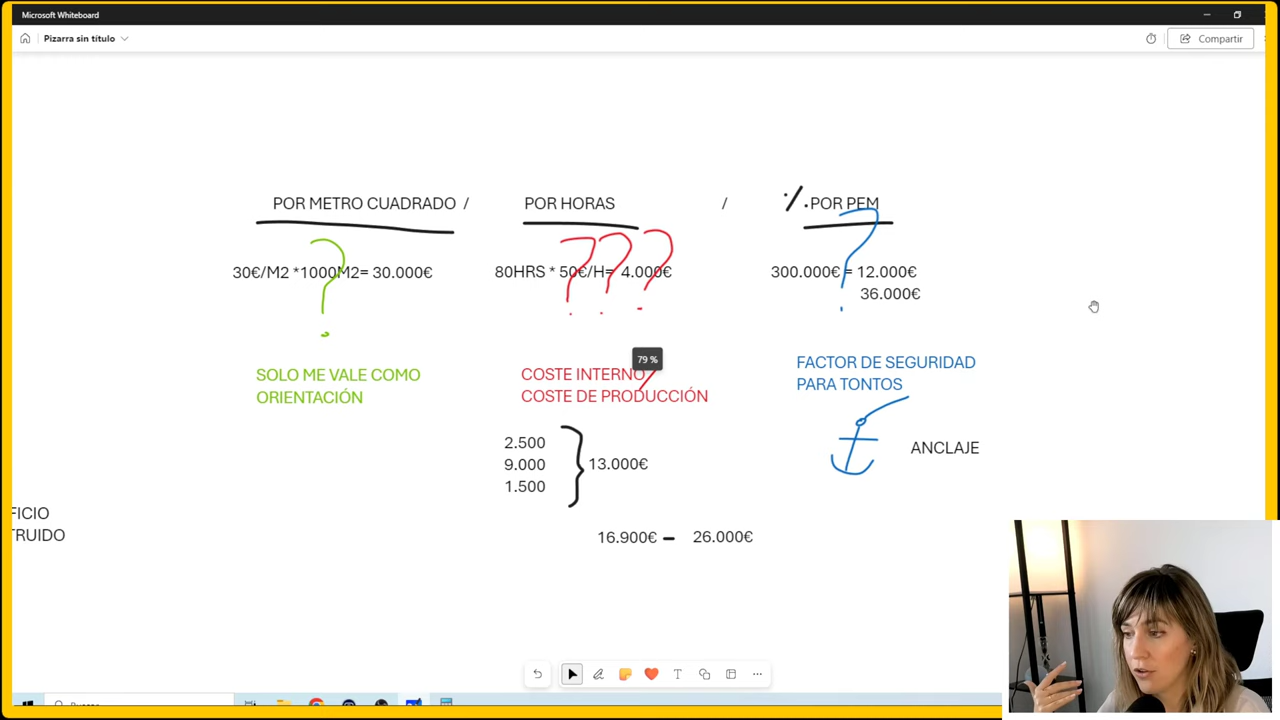 Microsoft Whiteboard
Pizarra sin título
Compartir
POR METRO CUADRADO / POR HORAS / %. POR PEM
? ? ? ? ?
30€/M2 *1000M2= 30.000€ 80HRS * 50€/H= 4.000€ 300.000€ = 12.000€
36.000€
79 %
SOLO ME VALE COMO
ORIENTACIÓN
COSTE INTERNO
COSTE DE PRODUCCIÓN
FACTOR DE SEGURIDAD
PARA TONTOS
2.500
9.000
1.500
13.000€
ANCLAJE
16.900€ - 26.000€
FICIO
TRUIDO